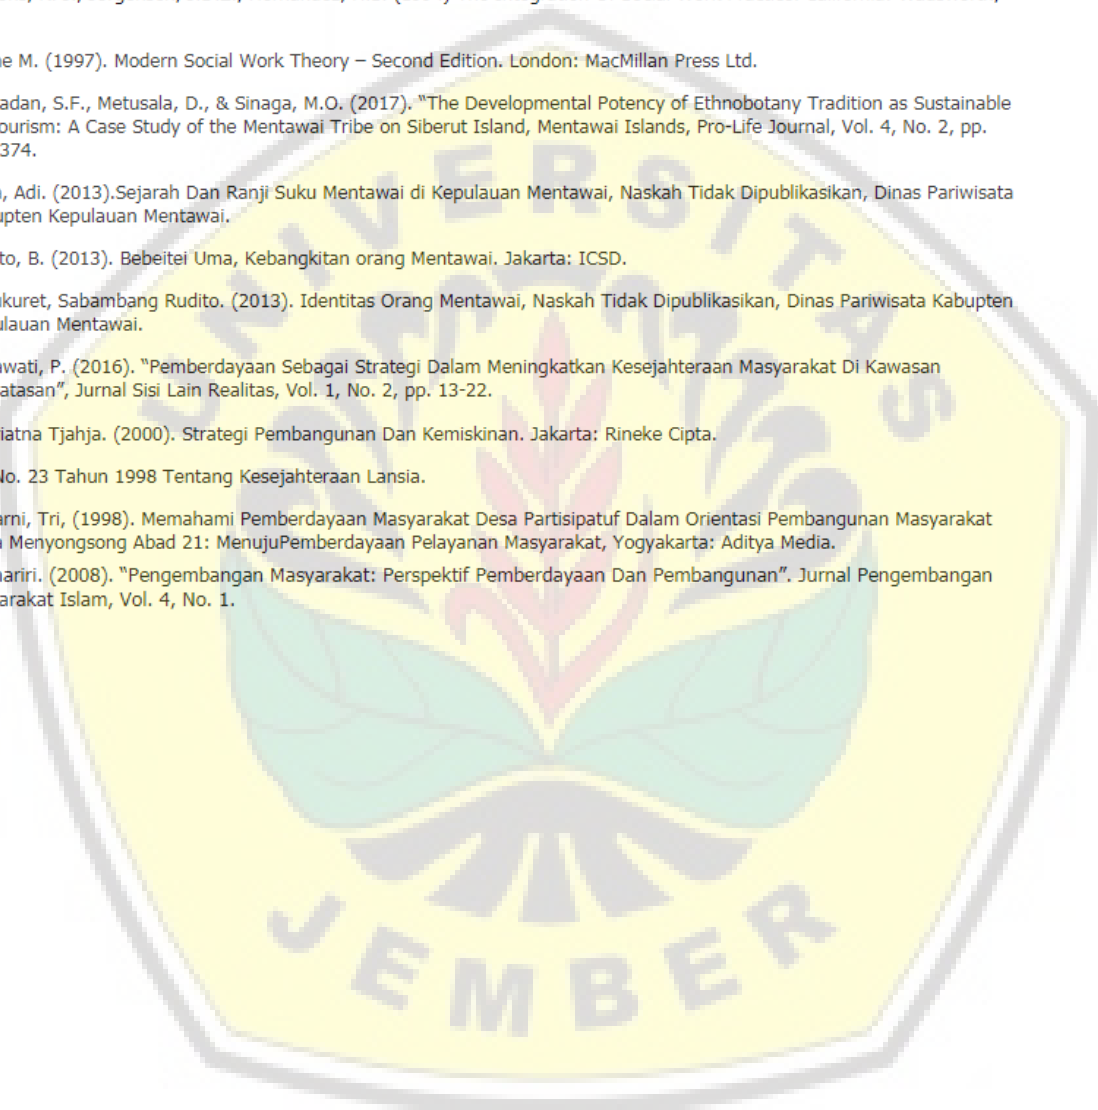 e M. (1997). Modern Social Work Theory – Second Edition. London: MacMillan Press Ltd.
adan, S.F., Metusala, D., & Sinaga, M.O. (2017). "The Developmental Potency of Ethnobotany Tradition as Sustainable
ourism: A Case Study of the Mentawai Tribe on Siberut Island, Mentawai Islands, Pro-Life Journal, Vol. 4, No. 2, pp.
374.
, Adi. (2013).Sejarah Dan Ranji Suku Mentawai di Kepulauan Mentawai, Naskah Tidak Dipublikasikan, Dinas Pariwisata
upten Kepulauan Mentawai.
to, B. (2013). Bebeitei Uma, Kebangkitan orang Mentawai. Jakarta: ICSD.
kuret, Sabambang Rudito. (2013). Identitas Orang Mentawai, Naskah Tidak Dipublikasikan, Dinas Pariwisata Kabupten
ulauan Mentawai.
wati, P. (2016). "Pemberdayaan Sebagai Strategi Dalam Meningkatkan Kesejahteraan Masyarakat Di Kawasan
atasan", Jurnal Sisi Lain Realitas, Vol. 1, No. 2, pp. 13-22.
iatna Tjahja. (2000). Strategi Pembangunan Dan Kemiskinan. Jakarta: Rineke Cipta.
No. 23 Tahun 1998 Tentang Kesejahteraan Lansia.
arni, Tri, (1998). Memahami Pemberdayaan Masyarakat Desa Partisipatuf Dalam Orientasi Pembangunan Masyarakat
Menyongsong Abad 21: MenujuPemberdayaan Pelayanan Masyarakat, Yogyakarta: Aditya Media.
hariri. (2008). "Pengembangan Masyarakat: Perspektif Pemberdayaan Dan Pembangunan". Jurnal Pengembangan
arakat Islam, Vol. 4, No. 1.
UNIVERSITAS
JEMBER